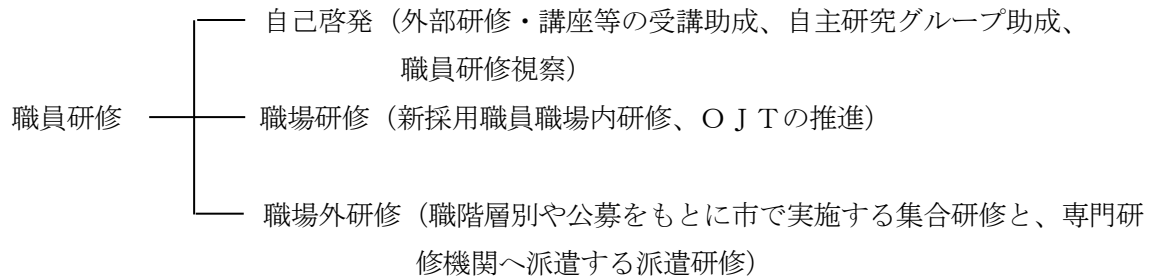 自己啓発（外部研修・講座等の受講助成、自主研究グループ助成、
職員研修視察）
職員研修
職場研修（新採用職員職場内研修、ＯＪＴの推進）
職場外研修（職階層別や公募をもとに市で実施する集合研修と、専門研
修機関へ派遣する派遣研修）